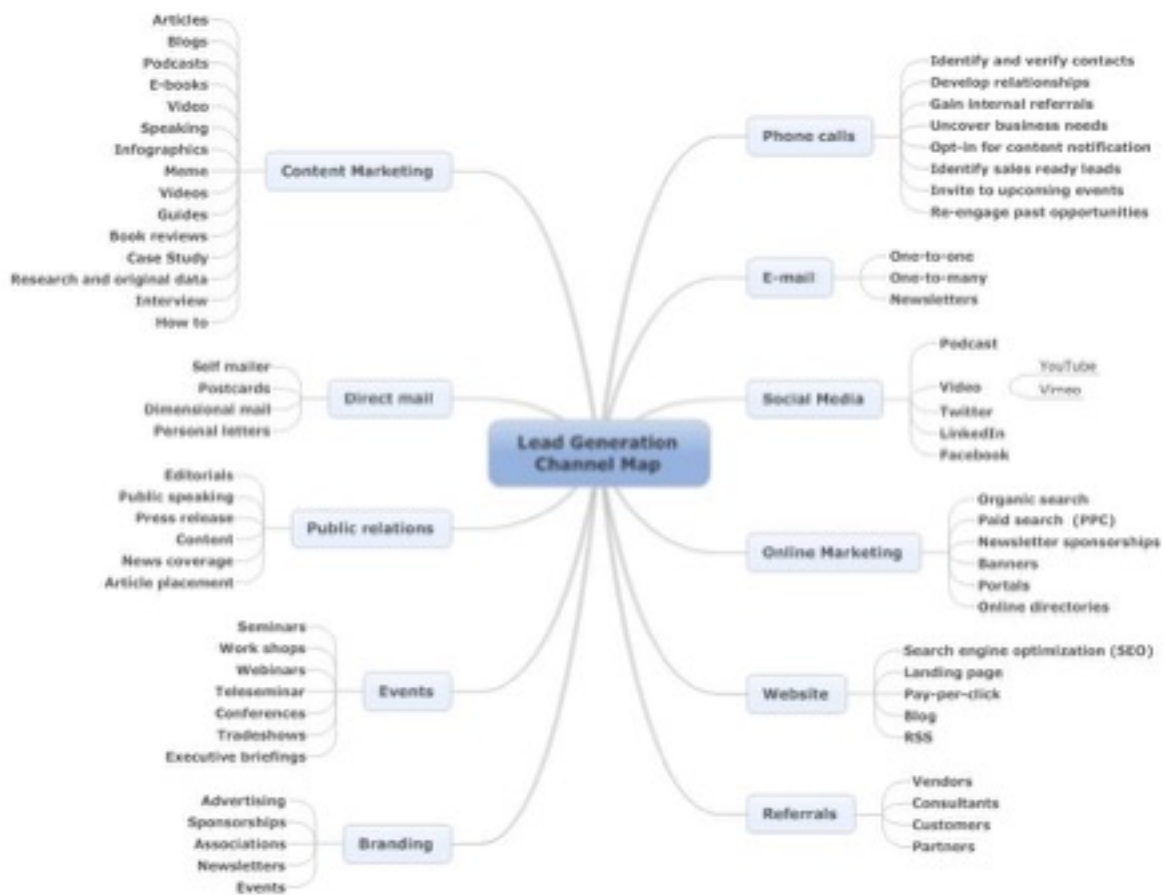 Articles
Blogs
Podcasts
E-books
Video
Speaking
Infographics
Meme
Videos
Guides
Book reviews
Case Study
Research and original data
Interview
How to
Content Marketing
Self mailer
Postcards
Dimensional mail
Personal letters
Direct mail
Editorials
Public speaking
Press release
Content
News coverage
Article placement
Public relations
Seminars
Work shops
Webinars
Teleseminar
Conferences
Tradeshows
Executive briefings
Events
Advertising
Sponsorships
Associations
Newsletters
Events
Branding
Lead Generation
Channel Map
Phone calls
Identify and verify contacts
Develop relationships
Gain internal referrals
Uncover business needs
Opt-in for content notification
Identify sales ready leads
Invite to upcoming events
Re-engage past opportunities
E-mail
One-to-one
One-to-many
Newsletters
Social Media
Podcast
Video
YouTube
Vimeo
Twitter
LinkedIn
Facebook
Online Marketing
Organic search
Paid search (PPC)
Newsletter sponsorships
Banners
Portals
Online directories
Website
Search engine optimization (SEO)
Landing page
Pay-per-click
Blog
RSS
Referrals
Vendors
Consultants
Customers
Partners